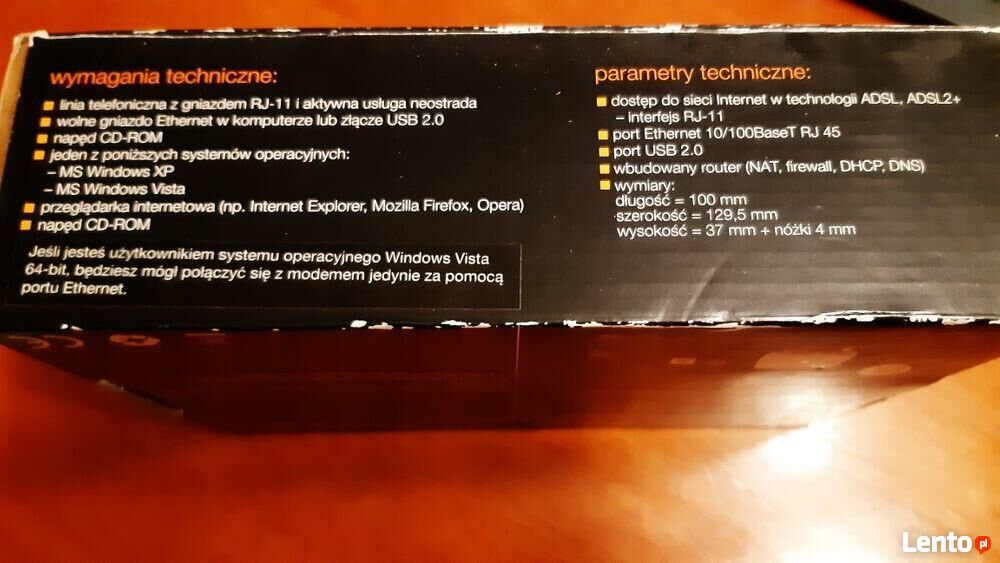 wymagania techniczne:
linia telefoniczna z gniazdem RJ-11 i aktywna usługa neostrada
wolne gniazdo Ethernet w komputerze lub złącze USB 2.0
napęd CD-ROM
jeden z poniższych systemów operacyjnych:
– MS Windows XP
– MS Windows Vista
przeglądarka internetowa (np. Internet Explorer, Mozilla Firefox, Opera)
napęd CD-ROM
Jeśli jesteś użytkownikiem systemu operacyjnego Windows Vista
64-bit, będziesz mógł połączyć się z modemem jedynie za pomocą
portu Ethernet.
parametry techniczne:
dostęp do sieci Internet w technologii ADSL, ADSL2+
– interfejs RJ-11
port Ethernet 10/100BaseT RJ 45
port USB 2.0
wbudowany router (NAT, firewall, DHCP, DNS)
wymiary:
długość = 100 mm
szerokość = 129,5 mm
wysokość = 37 mm + nóżki 4 mm
Lento.pl